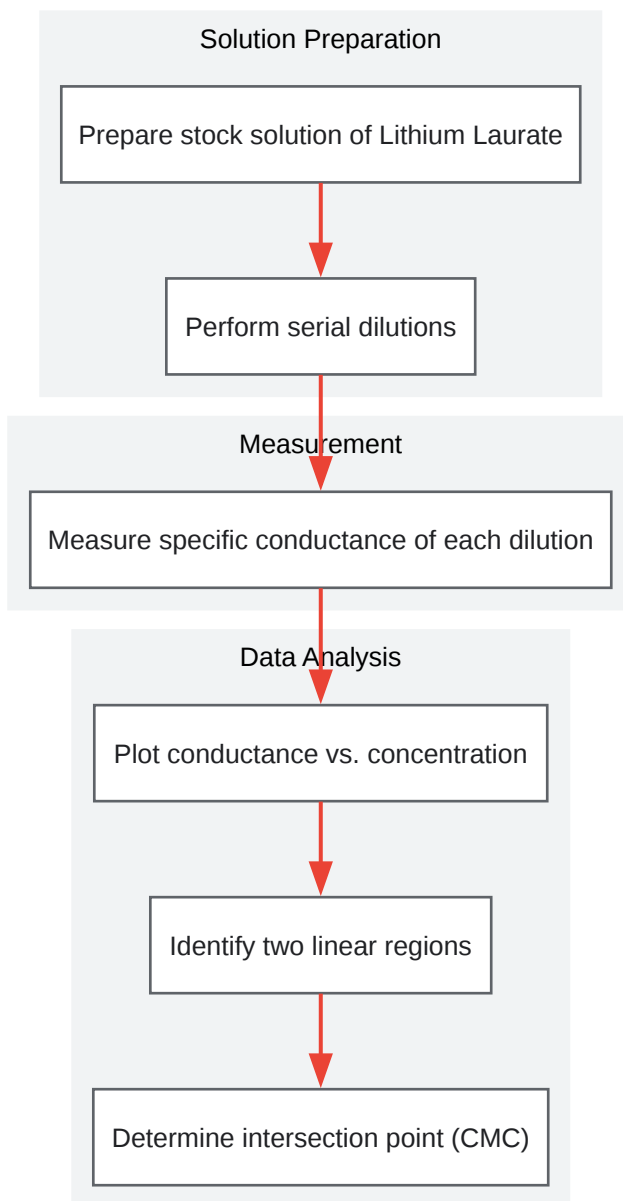 Solution Preparation
Prepare stock solution of Lithium Laurate
Perform serial dilutions
Measurement
Measure specific conductance of each dilution
Data Analysis
Plot conductance vs. concentration
Identify two linear regions
Determine intersection point (CMC)